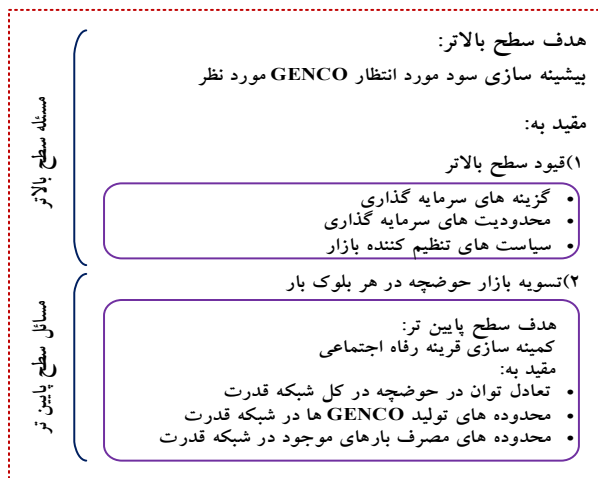 هدف سطح بالاتر:
بیشینه سازی سود مورد انتظار GENCO مورد نظر
مقید به:
۱)قیود سطح بالاتر
• گزینه های سرمایه گذاری
• محدودیت های سرمایه گذاری
• سیاست های تنظیم کننده بازار
مسئله سطح بالاتر
۲)تسویه بازار حوضچه در هر بلوک بار
هدف سطح پایین تر:
کمینه سازی قرینه رفاه اجتماعی
مقید به:
• تعادل توان در حوضچه در کل شبکه قدرت
• محدوده های تولید GENCO ها در شبکه قدرت
• محدوده های مصرف بارهای موجود در شبکه قدرت
مسائل سطح پایین تر